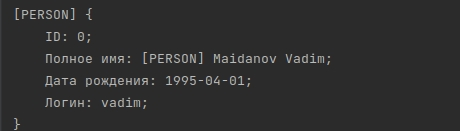 [PERSON] {
ID: 0;
Полное имя: [PERSON] Maidanov Vadim;
Дата рождения: 1995-04-01;
Логин: vadim;
}